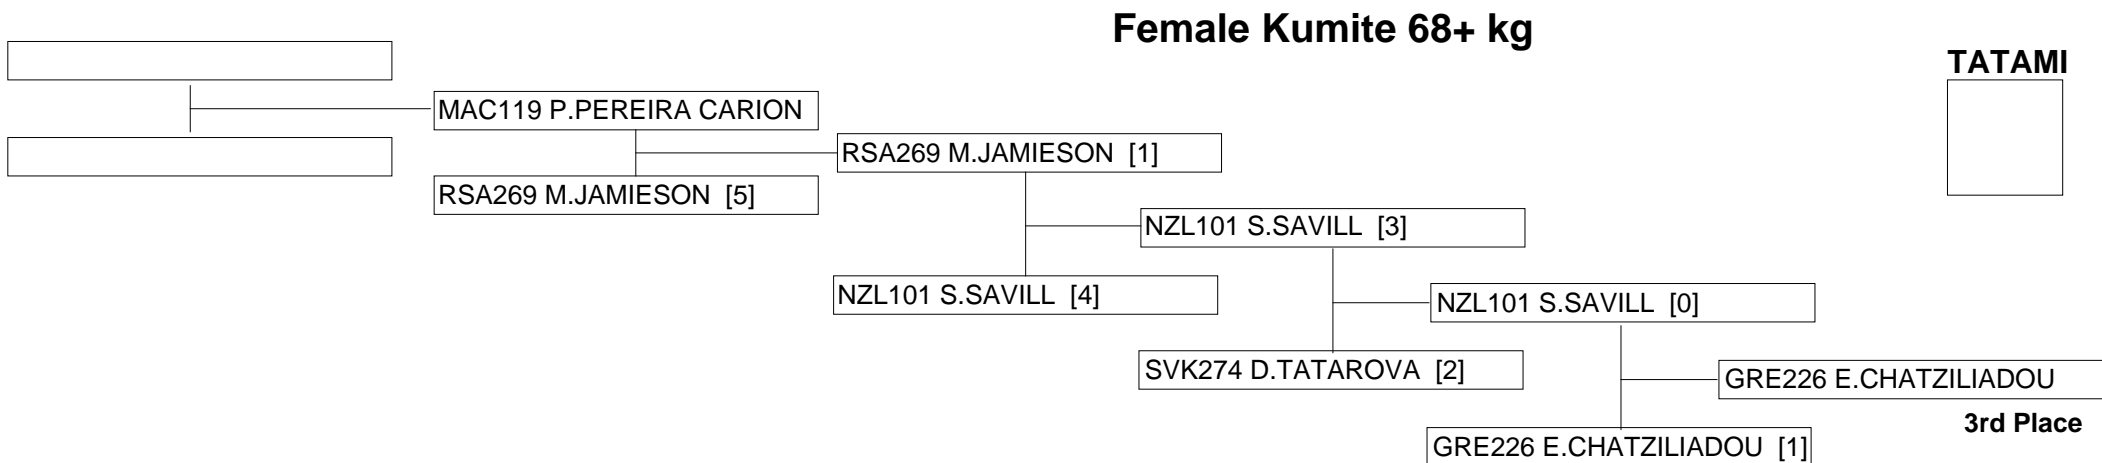 Female Kumite 68+ kg
TATAMI
MAC119 P.PEREIRA CARION
RSA269 M.JAMIESON [1]
RSA269 M.JAMIESON [5]
NZL101 S.SAVILL [3]
NZL101 S.SAVILL [4]
NZL101 S.SAVILL [0]
SVK274 D.TATAROVA [2]
GRE226 E.CHATZILIADOU
3rd Place
GRE226 E.CHATZILIADOU [1]